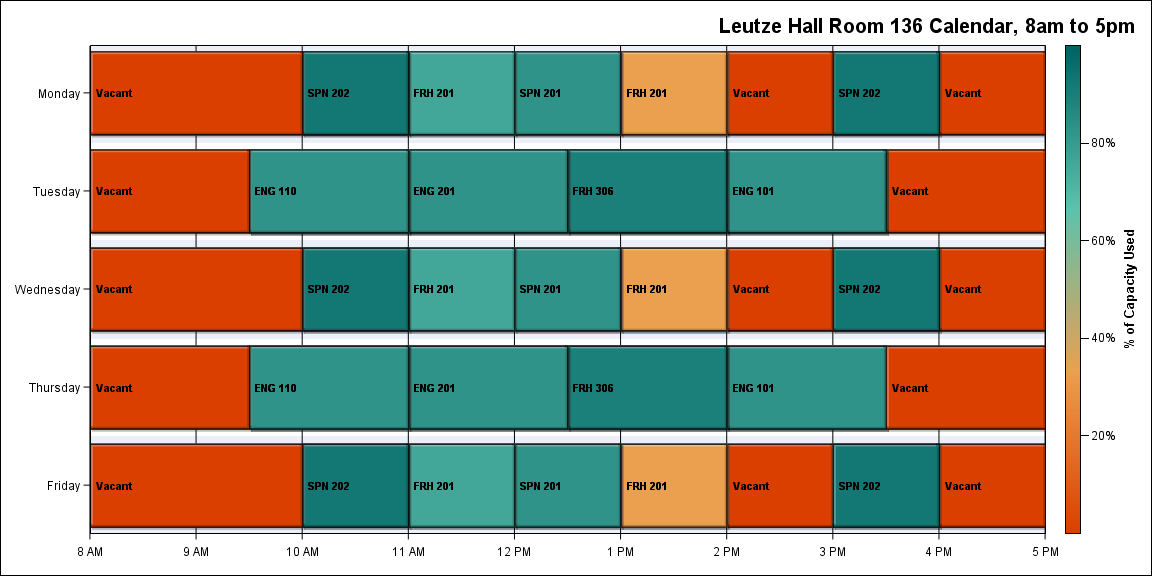 Leutze Hall Room 136 Calendar, 8am to 5pm
Monday
Vacant
SPN 202
FRH 201
SPN 201
FRH 201
Vacant
SPN 202
Vacant
Tuesday
Vacant
ENG 110
ENG 201
FRH 306
ENG 101
Vacant
Wednesday
Vacant
SPN 202
FRH 201
SPN 201
FRH 201
Vacant
SPN 202
Vacant
Thursday
Vacant
ENG 110
ENG 201
FRH 306
ENG 101
Vacant
Friday
Vacant
SPN 202
FRH 201
SPN 201
FRH 201
Vacant
SPN 202
Vacant
8 AM
9 AM
10 AM
11 AM
12 PM
1 PM
2 PM
3 PM
4 PM
5 PM
80%
60%
40%
20%
% of Capacity Used